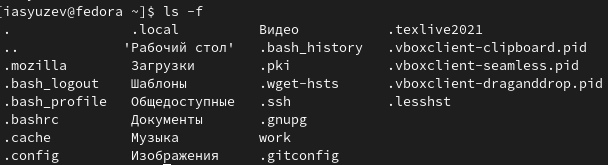 [iasyuzev@fedora ~]$ ls -f
. .local Видео .texlive2021
.. 'Рабочий стол' .bash_history .vboxclient-clipboard.pid
.mozilla Загрузки .pki .vboxclient-seamless.pid
.bash_logout Шаблоны .wget-hsts .vboxclient-draganddrop.pid
.bash_profile Общедоступные .ssh .lesshst
.bashrc Документы .gnupg
.cache Музыка work
.config Изображения .gitconfig